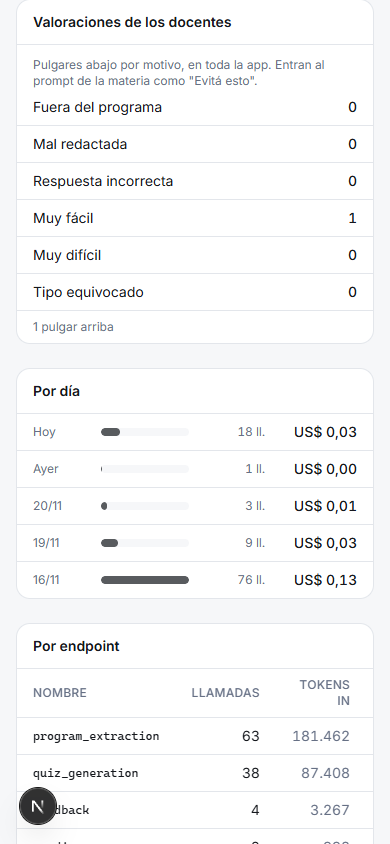 Valoraciones de los docentes
Pulgares abajo por motivo, en toda la app. Entran al
prompt de la materia como "Evitá esto".
Fuera del programa 0
Mal redactada 0
Respuesta incorrecta 0
Muy fácil 1
Muy difícil 0
Tipo equivocado 0
1 pulgar arriba
Por día
Hoy 18 ll. US$ 0,03
Ayer 1 ll. US$ 0,00
20/11 3 ll. US$ 0,01
19/11 9 ll. US$ 0,03
16/11 76 ll. US$ 0,13
Por endpoint
NOMBRE LLAMADAS TOKENS
IN
program_extraction 63 181.462
quiz_generation 38 87.408
N dback 4 3.267